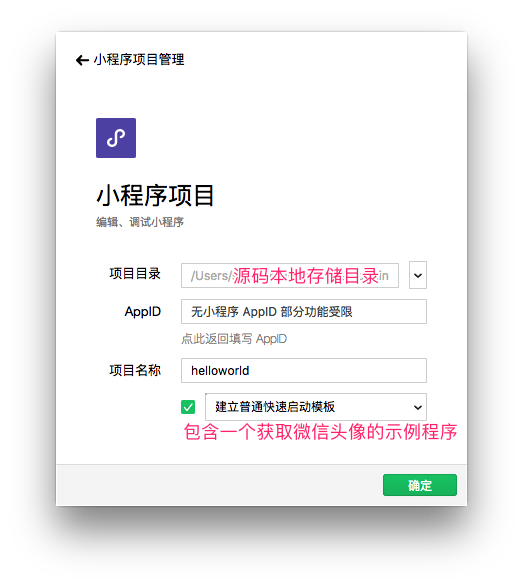 小程序项目管理
小程序项目
编辑、调试小程序
项目目录 /Users/ 源码本地存储目录 in
AppID 无小程序 AppID 部分功能受限
点此返回填写 AppID
项目名称 helloworld
建立普通快速启动模板
包含一个获取微信头像的示例程序
确定